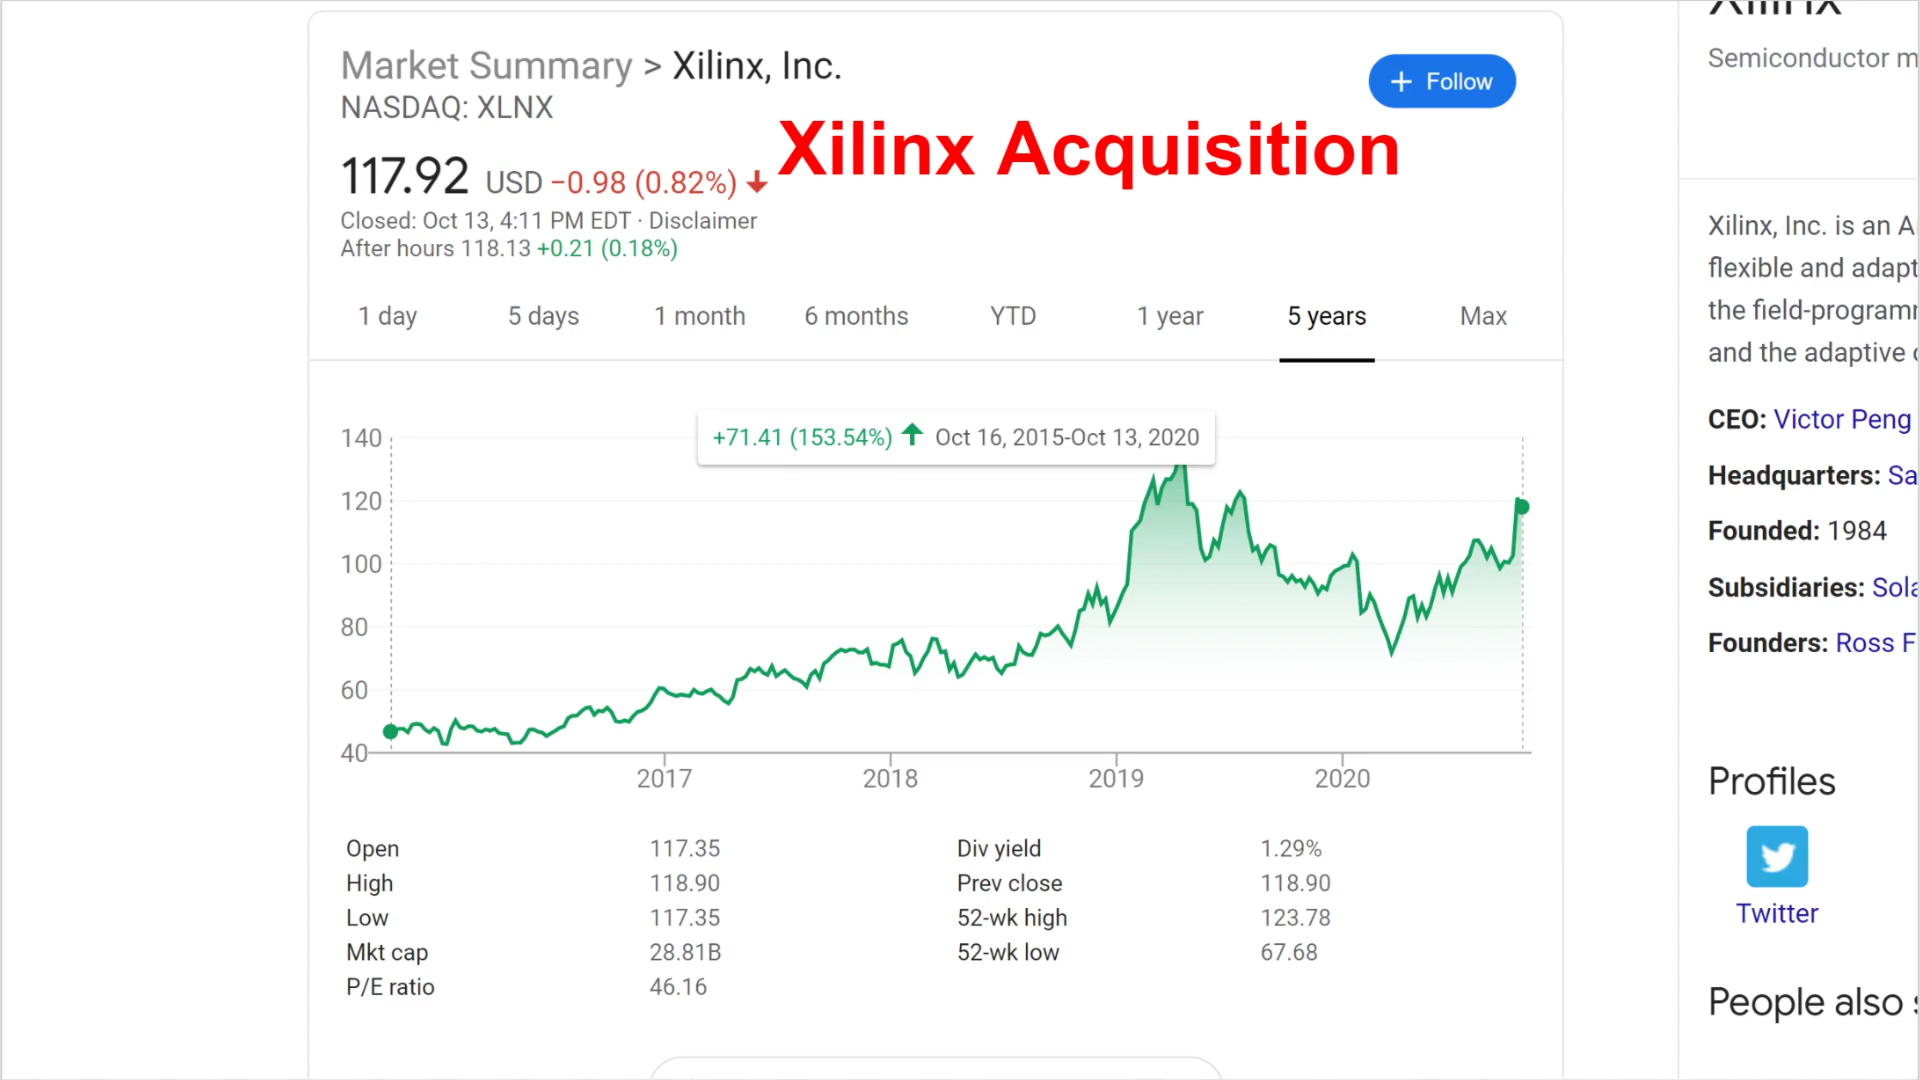 Market Summary > Xilinx, Inc.
NASDAQ: XLNX
+ Follow
Xilinx Acquisition
117.92 USD −0.98 (0.82%)
Closed: Oct 13, 4:11 PM EDT · Disclaimer
After hours 118.13 +0.21 (0.18%)
1 day 5 days 1 month 6 months YTD 1 year 5 years Max
+71.41 (153.54%) Oct 16, 2015-Oct 13, 2020
140
120
100
80
60
40
2017 2018 2019 2020
Open 117.35 Div yield 1.29%
High 118.90 Prev close 118.90
Low 117.35 52-wk high 123.78
Mkt cap 28.81B 52-wk low 67.68
P/E ratio 46.16
Semiconductor
Xilinx, Inc. is an
flexible and
the
and the adaptive
CEO: Victor Peng
Headquarters:
Founded: 1984
Subsidiaries:
Founders: Ross
Profiles
Twitter
People also